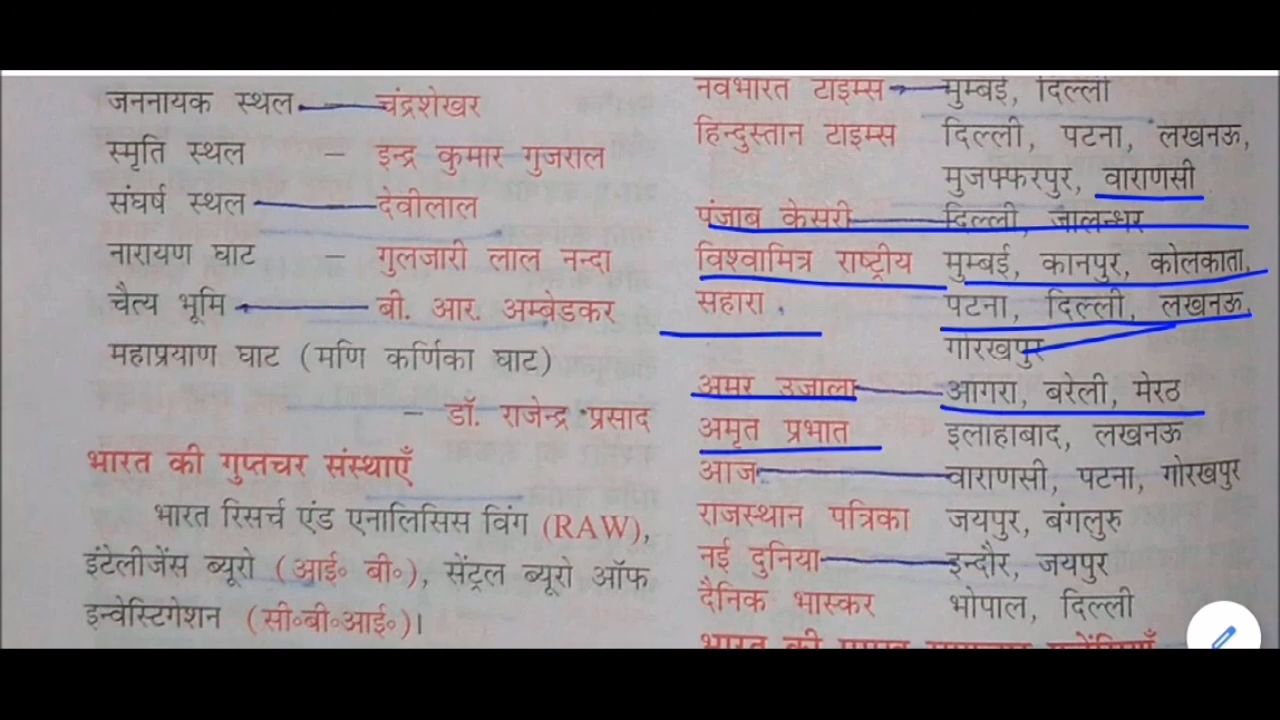 जननायक स्थल – चंद्रशेखर
स्मृति स्थल – इन्द्र कुमार गुजराल
संघर्ष स्थल – देवीलाल
नारायण घाट – गुलजारी लाल नन्दा
चैत्य भूमि – बी. आर. अम्बेडकर
महाप्रयाण घाट (मणि कर्णिका घाट)
– डॉ. राजेन्द्र प्रसाद
भारत की गुप्तचर संस्थाएँ
भारत रिसर्च एंड एनालिसिस विंग (RAW),
इंटेलीजेंस ब्यूरो (आई॰ बी॰), सेंट्रल ब्यूरो ऑफ
इन्वेस्टिगेशन (सी॰बी॰आई॰)।
नवभारत टाइम्स मुम्बई, दिल्ली
हिन्दुस्तान टाइम्स दिल्ली, पटना, लखनऊ,
मुजफ्फरपुर, वाराणसी
पंजाब केसरी दिल्ली, जालन्धर
विश्वामित्र राष्ट्रीय मुम्बई, कानपुर, कोलकाता,
सहारा पटना, दिल्ली, लखनऊ,
गोरखपुर
अमर उजाला आगरा, बरेली, मेरठ
अमृत प्रभात इलाहाबाद, लखनऊ
आज वाराणसी, पटना, गोरखपुर
राजस्थान पत्रिका जयपुर, बंगलुरु
नई दुनिया इन्दौर, जयपुर
दैनिक भास्कर भोपाल, दिल्ली
भारत की